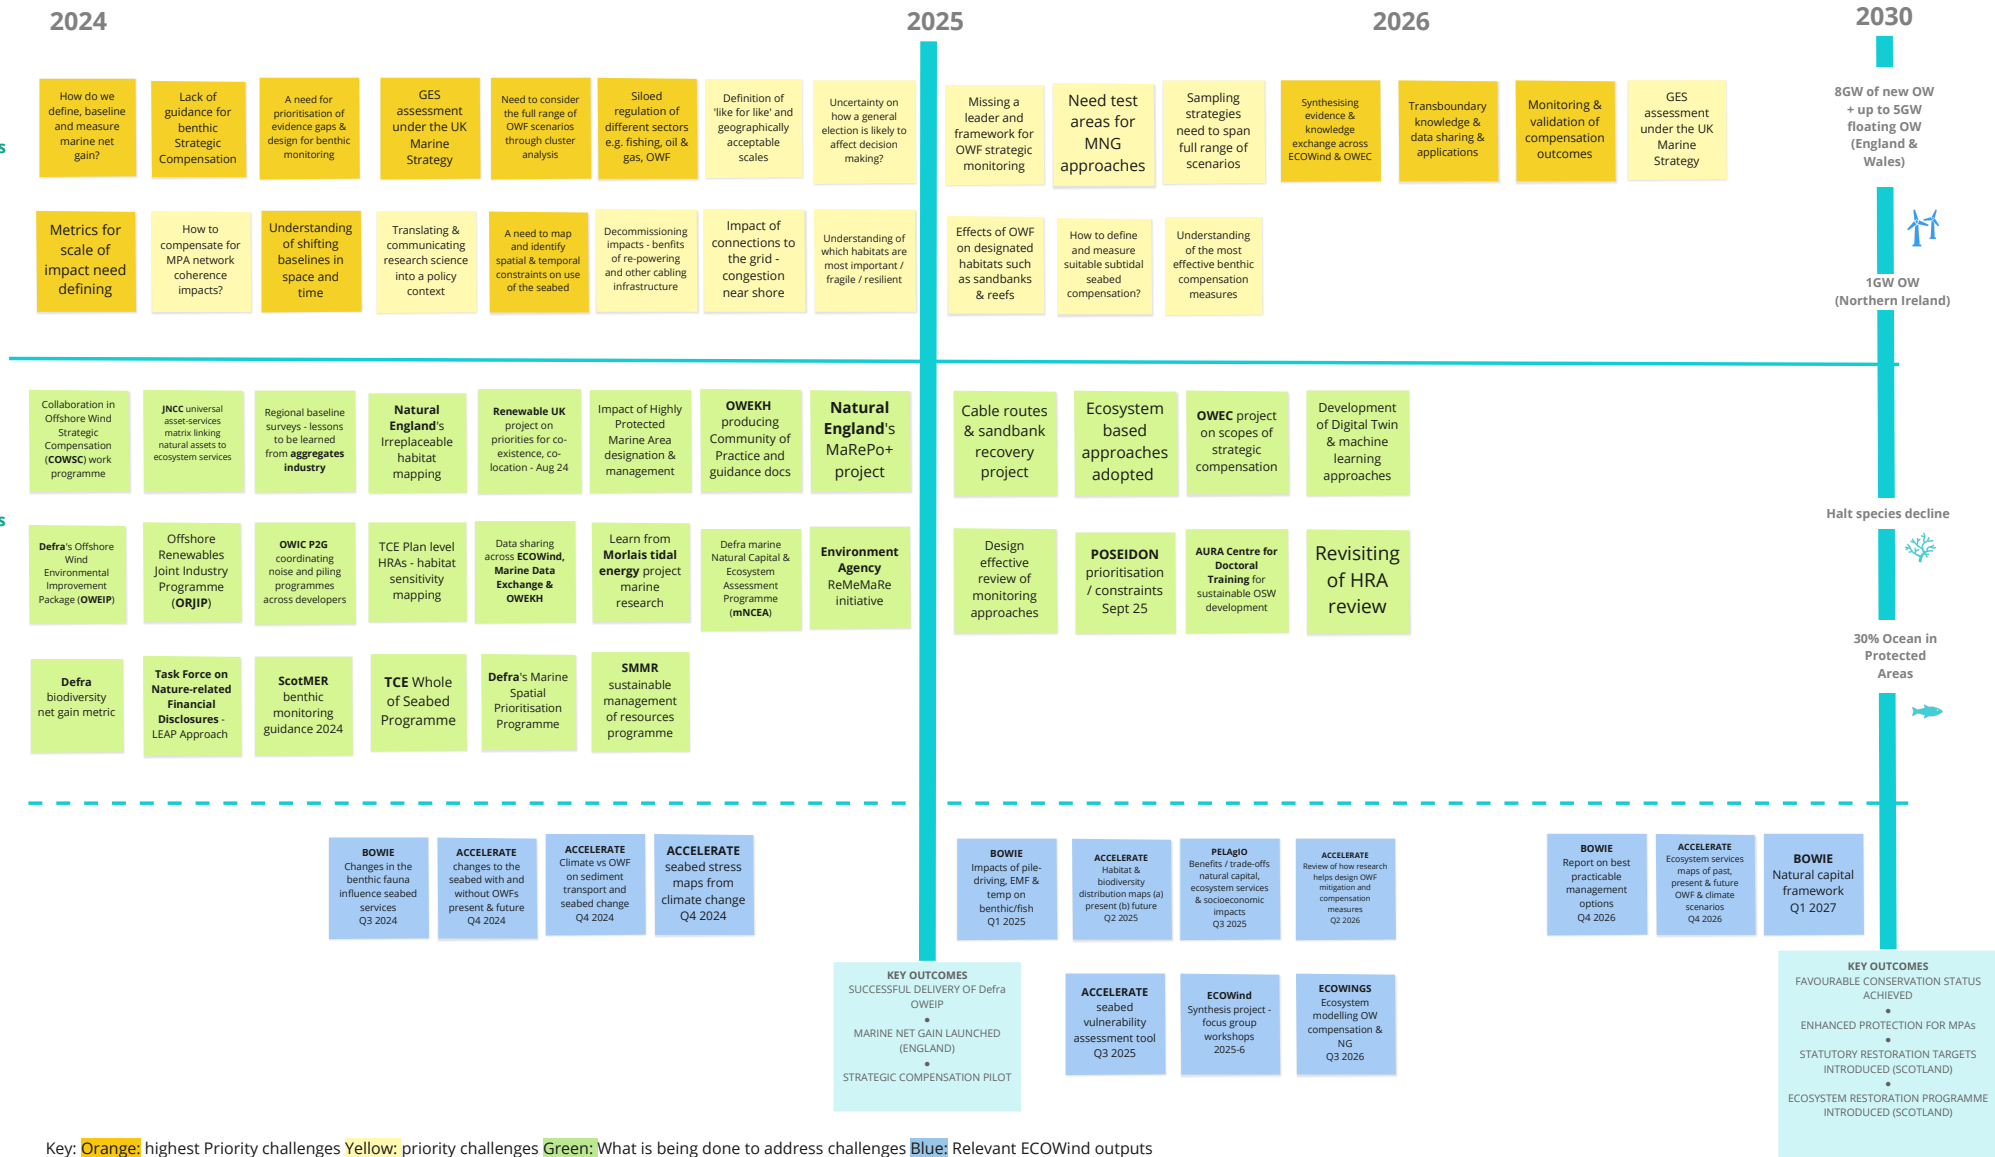 2024
2025
2026
2030
How do we
define, baseline
and measure
marine net
gain?
Lack of
guidance for
benthic
Strategic
Compensation
A need for
prioritisation of
evidence gaps &
design for benthic
monitoring
GES
assessment
under the UK
Marine
Strategy
Need to consider
the full range of
OWF scenarios
through cluster
analysis
Siloed
regulation of
different sectors
e.g. fishing, oil &
gas, OWF
Definition of
'like for like' and
geographically
acceptable
scales
Uncertainty on
how a general
election is likely to
affect decision
making?
Missing a
leader and
framework for
OWF strategic
monitoring
Need test
areas for
MNG
approaches
Sampling
strategies
need to span
full range of
scenarios
Synthesising
evidence &
knowledge
exchange across
ECOWind & OWEC
Transboundary
knowledge &
data sharing &
applications
Monitoring &
validation of
compensation
outcomes
GES
assessment
under the UK
Marine
Strategy
8GW of new OW
+ up to 5GW
floating OW
(England &
Wales)
s
Metrics for
scale of
impact need
defining
How to
compensate for
MPA network
coherence
impacts?
Understanding
of shifting
baselines in
space and
time
Translating &
communicating
research science
into a policy
context
A need to map
and identify
spatial & temporal
constraints on use
of the seabed
Decommissioning
impacts - benfits
of re-powering
and other cabling
infrastructure
Impact of
connections to
the grid -
congestion
near shore
Understanding of
which habitats are
most important /
fragile / resilient
Effects of OWF
on designated
habitats such
as sandbanks
& reefs
How to define
and measure
suitable subtidal
seabed
compensation?
Understanding
of the most
effective benthic
compensation
measures
1GW OW
(Northern Ireland)
Collaboration in
Offshore Wind
Strategic
Compensation
(COWSC) work
programme
JNCC universal
asset-services
matrix linking
natural assets to
ecosystem services
Regional baseline
surveys - lessons
to be learned
from aggregates
industry
Natural
England's
Irreplaceable
habitat
mapping
Renewable UK
project on
priorities for co-
existence, co-
location - Aug 24
Impact of Highly
Protected
Marine Area
designation &
management
OWEKH
producing
Community of
Practice and
guidance docs
Natural
England's
MaRePo+
project
Cable routes
& sandbank
recovery
project
Ecosystem
based
approaches
adopted
OWEC project
on scopes of
strategic
compensation
Development
of Digital Twin
& machine
learning
approaches
s
Halt species decline
Defra's Offshore
Wind
Environmental
Improvement
Package (OWEIP)
Offshore
Renewables
Joint Industry
Programme
(ORJIP)
OWIC P2G
coordinating
noise and piling
programmes
across developers
TCE Plan level
HRAs - habitat
sensitivity
mapping
Data sharing
across ECOWind,
Marine Data
Exchange &
OWEKH
Learn from
Morlais tidal
energy project
marine
research
Defra marine
Natural Capital &
Ecosystem
Assessment
Programme
(mNCEA)
Environment
Agency
ReMeMaRe
initiative
Design
effective
review of
monitoring
approaches
POSEIDON
prioritisation
/ constraints
Sept 25
AURA Centre for
Doctoral
Training for
sustainable OSW
development
Revisiting
of HRA
review
30% Ocean in
Protected
Areas
Defra
biodiversity
net gain metric
Task Force on
Nature-related
Financial
Disclosures -
LEAP Approach
ScotMER
benthic
monitoring
guidance 2024
TCE Whole
of Seabed
Programme
Defra's Marine
Spatial
Prioritisation
Programme
SMMR
sustainable
management
of resources
programme
BOWIE
Changes in the
benthic fauna
influence seabed
services
Q3 2024
ACCELERATE
changes to the
seabed with and
without OWFs
present & future
Q4 2024
ACCELERATE
Climate vs OWF
on sediment
transport and
seabed change
Q4 2024
ACCELERATE
seabed stress
maps from
climate change
Q4 2024
BOWIE
Impacts of pile-
driving, EMF &
temp on
benthic/fish
Q1 2025
ACCELERATE
Habitat &
biodiversity
distribution maps (a)
present (b) future
Q2 2025
PELAgIO
Benefits / trade-offs
natural capital,
ecosystem services
& socioeconomic
impacts
Q3 2025
ACCELERATE
Review of how research
helps design OWF
mitigation and
compensation
measures
Q2 2026
BOWIE
Report on best
practicable
management
options
Q4 2026
ACCELERATE
Ecosystem services
maps of past,
present & future
OWF & climate
scenarios
Q4 2026
BOWIE
Natural capital
framework
Q1 2027
KEY OUTCOMES
SUCCESSFUL DELIVERY OF Defra
OWEIP
•
MARINE NET GAIN LAUNCHED
(ENGLAND)
•
STRATEGIC COMPENSATION PILOT
ACCELERATE
seabed
vulnerability
assessment tool
Q3 2025
ECOWind
Synthesis project -
focus group
workshops
2025-6
ECOWINGS
Ecosystem
modelling OW
compensation &
NG
Q3 2026
KEY OUTCOMES
FAVOURABLE CONSERVATION STATUS
ACHIEVED
•
ENHANCED PROTECTION FOR MPAs
•
STATUTORY RESTORATION TARGETS
INTRODUCED (SCOTLAND)
•
ECOSYSTEM RESTORATION PROGRAMME
INTRODUCED (SCOTLAND)
Key: Orange: highest Priority challenges Yellow: priority challenges Green: What is being done to address challenges Blue: Relevant ECOWind outputs